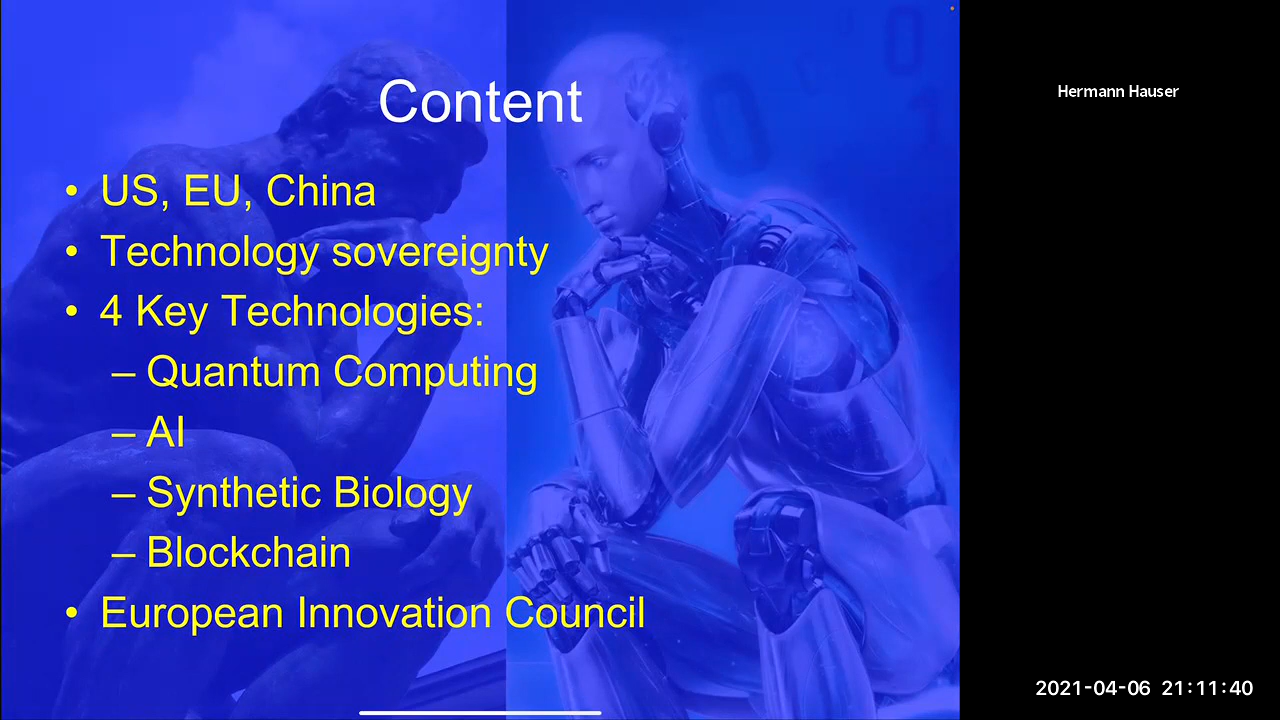 Content
• US, EU, China
• Technology sovereignty
• 4 Key Technologies:
– Quantum Computing
– AI
– Synthetic Biology
– Blockchain
• European Innovation Council
Hermann Hauser
2021-04-06 21:11:40